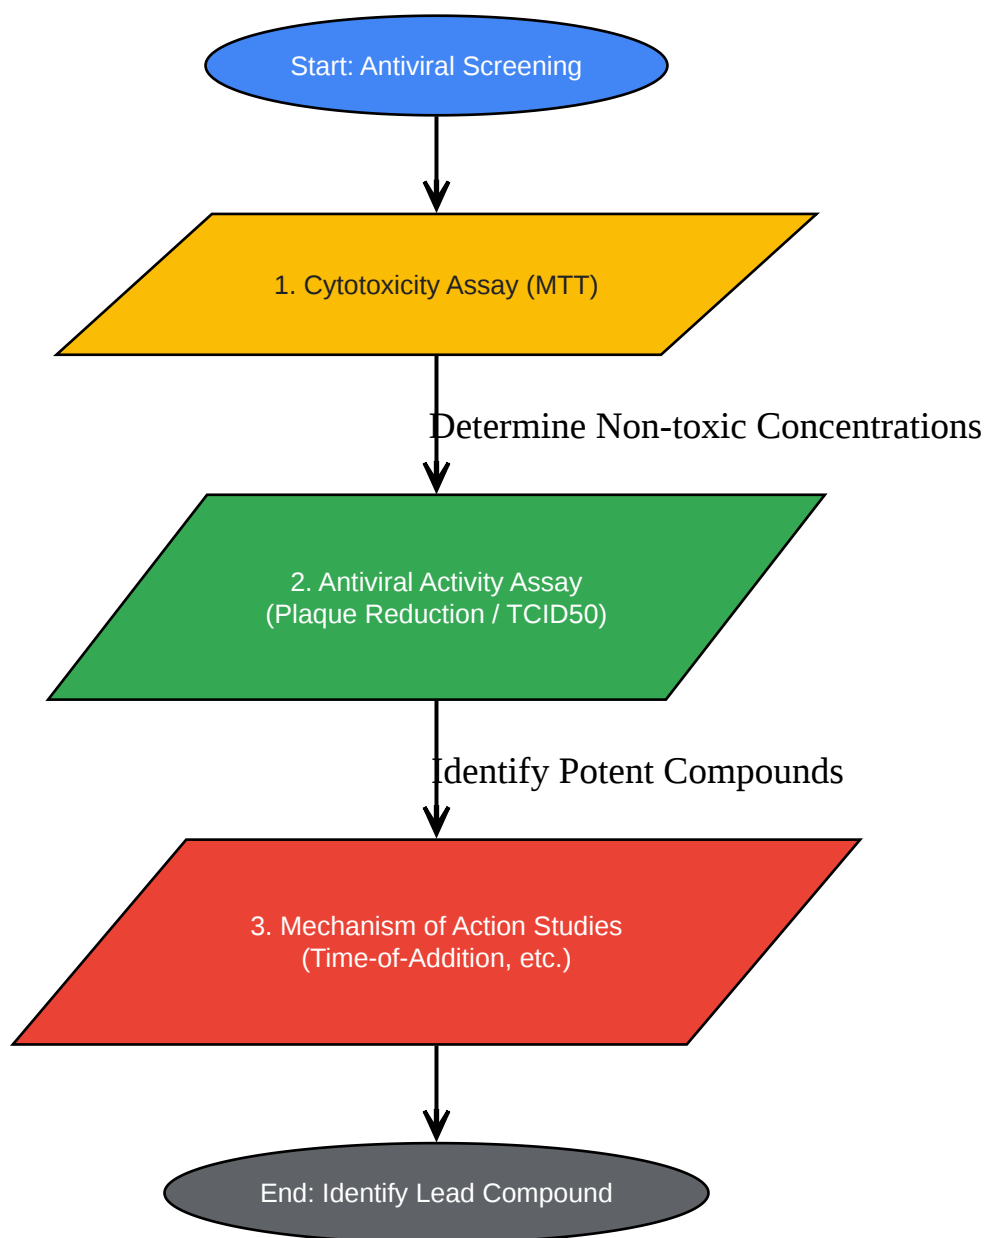 Start: Antiviral Screening
1. Cytotoxicity Assay (MTT)
Determine Non-toxic Concentrations
2. Antiviral Activity Assay
(Plaque Reduction / TCID50)
Identify Potent Compounds
3. Mechanism of Action Studies
(Time-of-Addition, etc.)
End: Identify Lead Compound